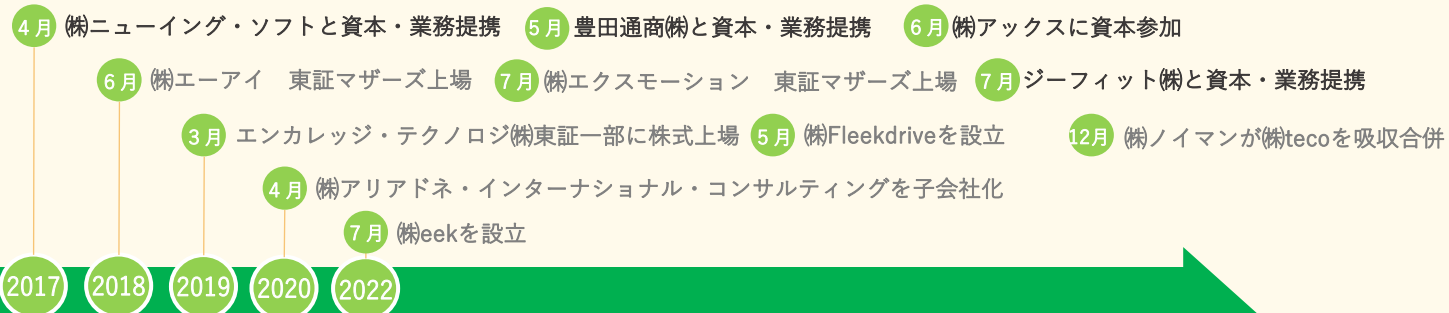 4月 ㈱ニューイング・ソフトと資本・業務提携 5月 豊田通商㈱と資本・業務提携 6月 ㈱アックスに資本参加
6月 ㈱エーアイ 東証マザーズ上場 7月 ㈱エクスモーション 東証マザーズ上場 7月 ジーフィット㈱と資本・業務提携
3月 エンカレッジ・テクノロジ㈱東証一部に株式上場 5月 ㈱Fleekdriveを設立 12月 ㈱ノイマンが㈱tecoを吸収合併
4月 ㈱アリアドネ・インターナショナル・コンサルティングを子会社化
7月 ㈱eekを設立
2017 2018 2019 2020 2022